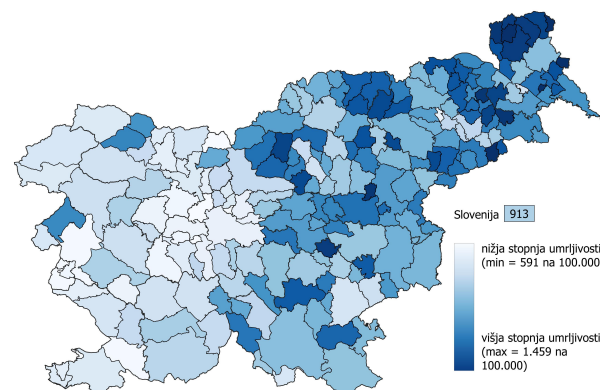 Slovenija 913
nižja stopnja umrljivosti
(min = 591 na 100.000)
višja stopnja umrljivosti
(max = 1.459 na
100.000)